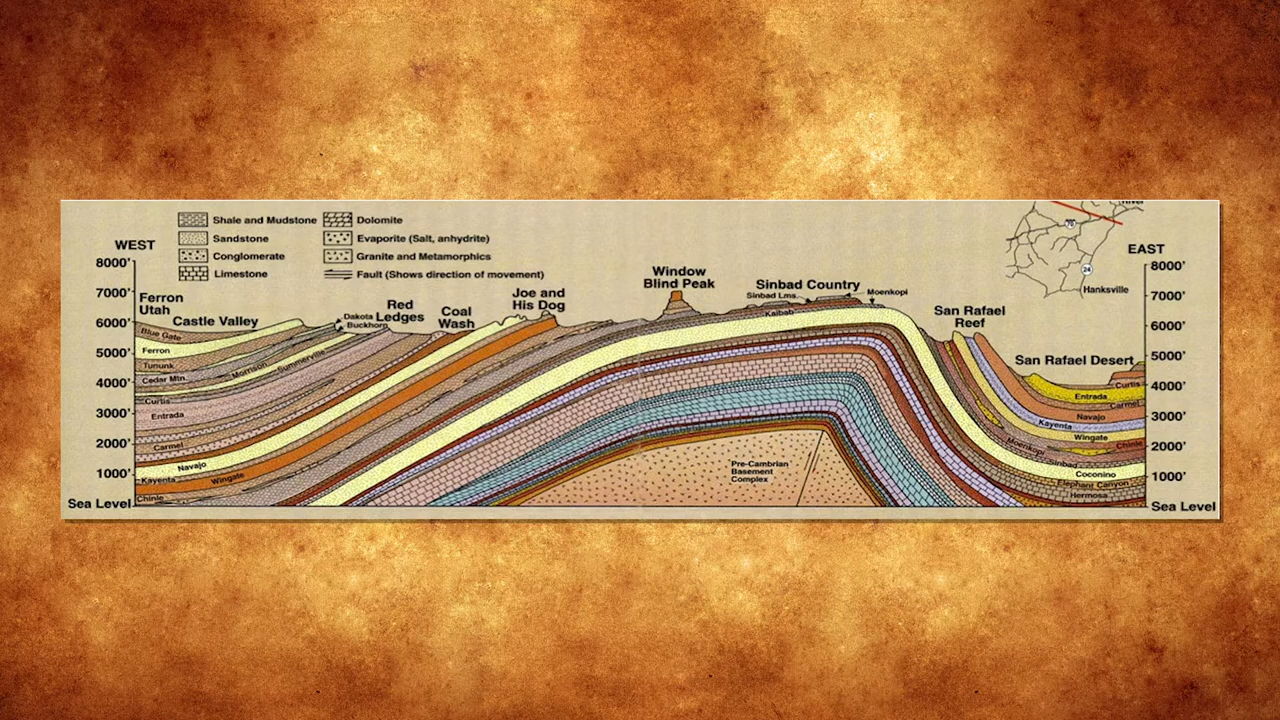 Shale and Mudstone
Sandstone
Conglomerate
Limestone
Dolomite
Evaporite (Salt, anhydrite)
Granite and Metamorphics
Fault (Shows direction of movement)
WEST
8000'
7000'
6000'
5000'
4000'
3000'
2000'
1000'
Sea Level
Ferron
Utah
Castle Valley
Dakota
Buckhorn
Red
Ledges
Coal
Wash
Joe and
His Dog
Window
Blind Peak
Sinbad Country
Sinbad Lms.
Moenkopi
Kaibab
San Rafael
Reef
San Rafael Desert
70
24
Hanksville
EAST
8000'
7000'
6000'
5000'
4000'
3000'
2000'
1000'
Sea Level
Blue Gate
Ferron
Tununk
Cedar Mtn.
Morrison
Summerville
Curtis
Entrada
Carmel
Navajo
Kayenta
Wingate
Chinle
Pre-Cambrian
Basement
Complex
Curtis
Entrada
Carmel
Navajo
Kayenta
Wingate
Chinle
Moenkopi
Sinbad
Coconino
Elephant Canyon
Hermosa